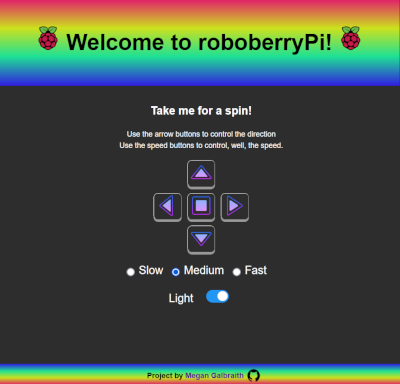 Welcome to roboberryPi!
Take me for a spin!
Use the arrow buttons to control the direction
Use the speed buttons to control, well, the speed.
Slow Medium Fast
Light
Project by Megan Galbraith